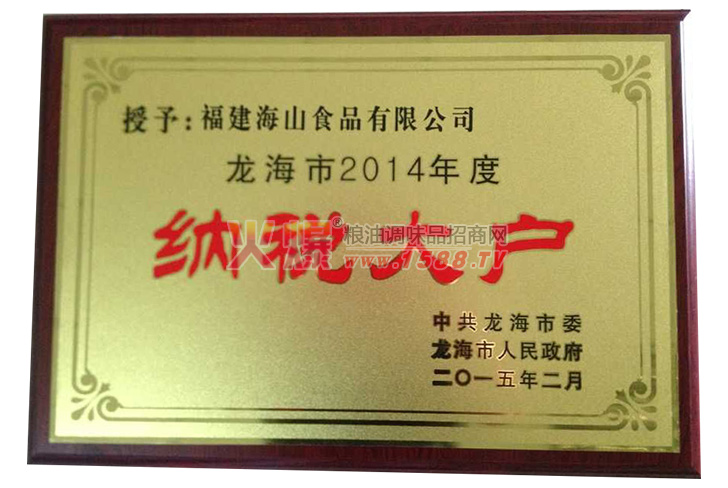 授予：福建海山食品有限公司
龙海市2014年度
纳税大户
火爆®粮油调味品招商网
www.1588.TV
中共龙海市委
龙海市人民政府
二〇一五年二月